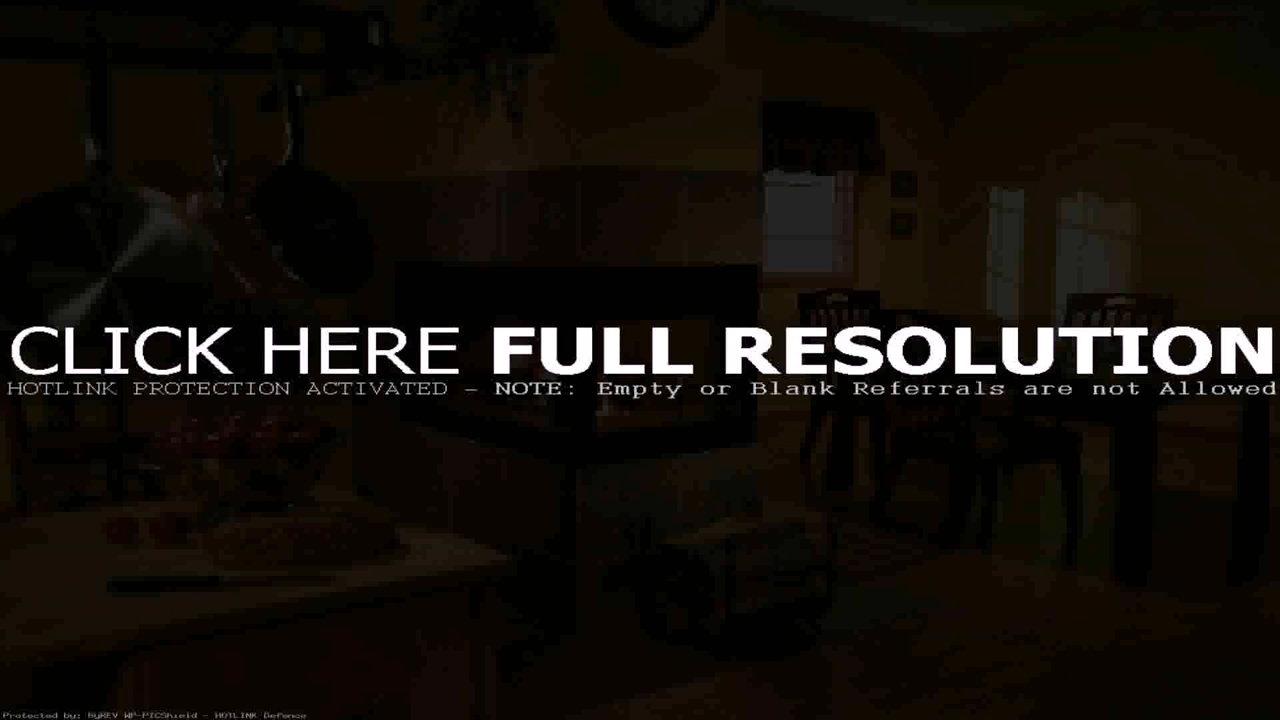 CLICK HERE FULL RESOLUTION
HOTLINK PROTECTION ACTIVATED - NOTE: Empty or Blank Referrals are not Allowed
Protected by: ByREV WP-PICShield - HOTLINK Defence